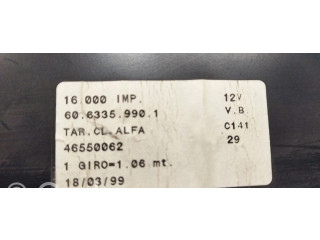 16.000 IMP. 12V
60.6335.990.1 V.B
TAR.CL.ALFA C141
46550062 29
1 GIRO=1.06 mt.
18/03/99